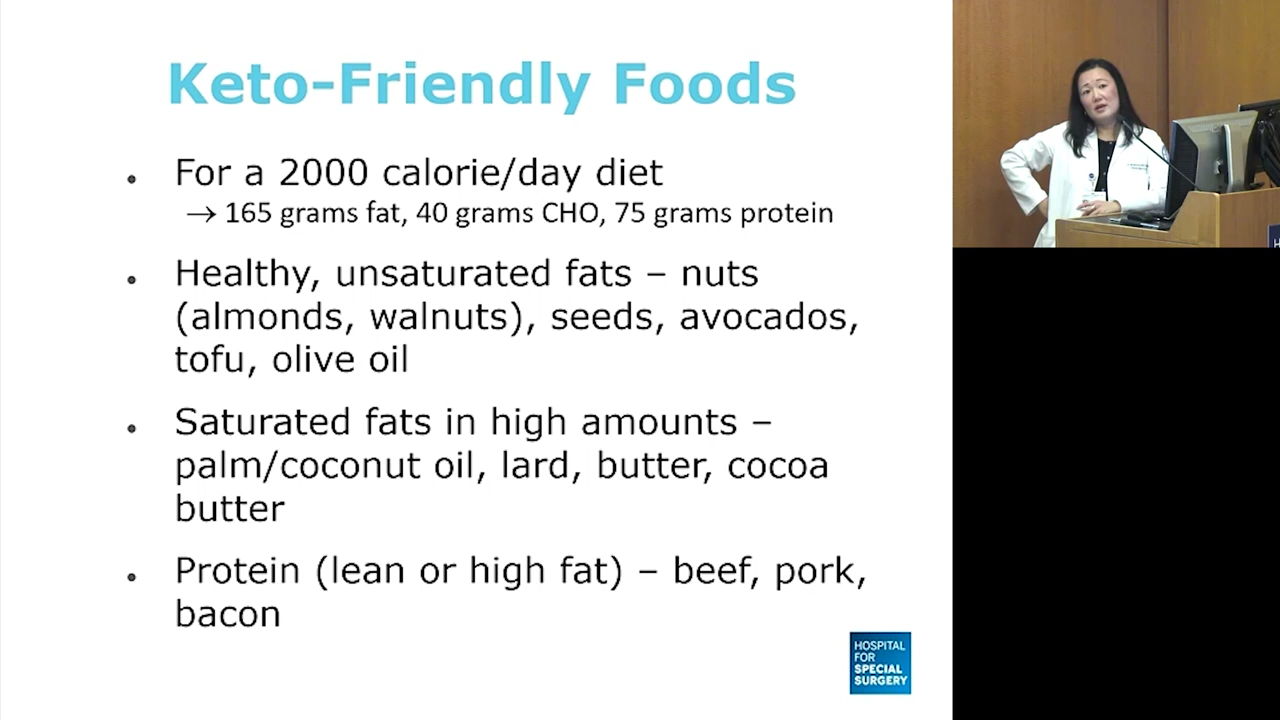 Keto-Friendly Foods
• For a 2000 calorie/day diet
→ 165 grams fat, 40 grams CHO, 75 grams protein
• Healthy, unsaturated fats – nuts
(almonds, walnuts), seeds, avocados,
tofu, olive oil
• Saturated fats in high amounts –
palm/coconut oil, lard, butter, cocoa
butter
• Protein (lean or high fat) – beef, pork,
bacon
HOSPITAL
FOR
SPECIAL
SURGERY